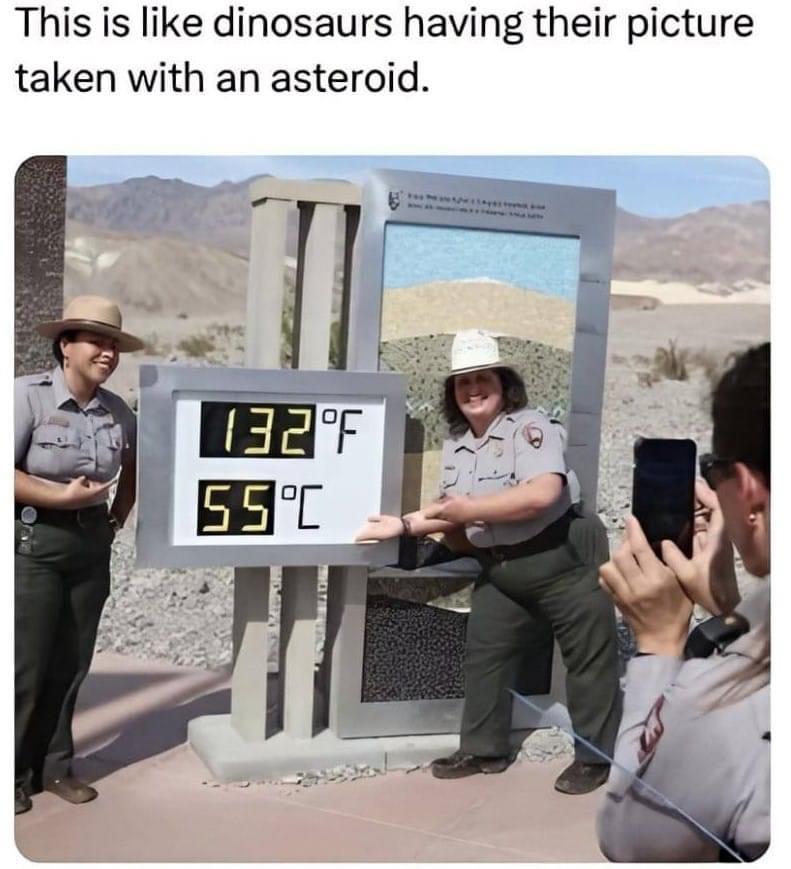 This is like dinosaurs having their picture
taken with an asteroid.
132°F
55°C